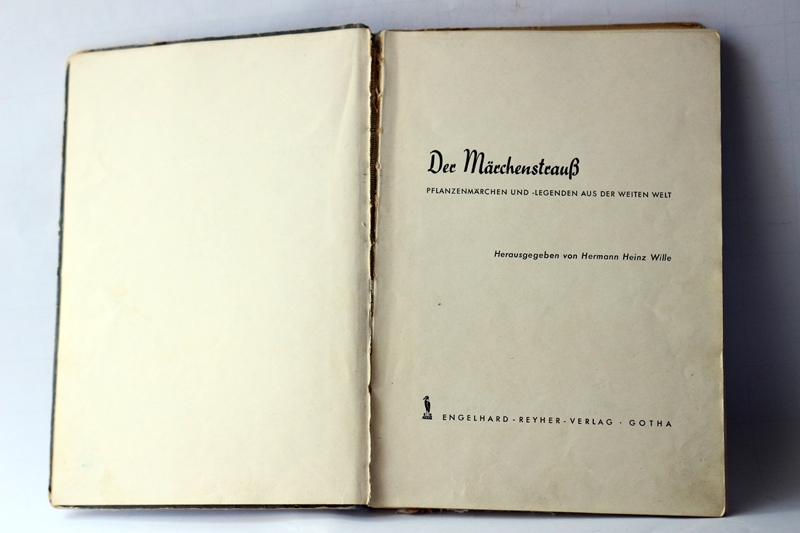 Der Märchenstrauß
PFLANZENMÄRCHEN UND -LEGENDEN AUS DER WEITEN WELT
Herausgegeben von Hermann Heinz Wille
ENGELHARD-REYHER-VERLAG · GOTHA